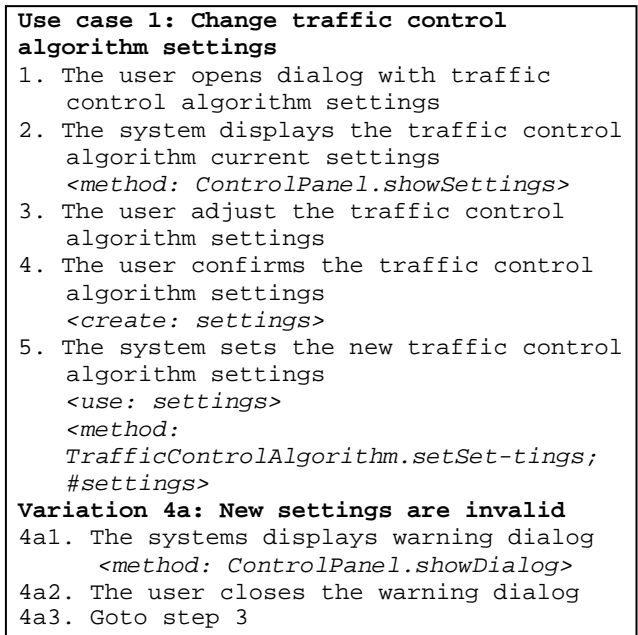 Use case 1: Change traffic control
algorithm settings
1. The user opens dialog with traffic
control algorithm settings
2. The system displays the traffic control
algorithm current settings
<method: ControlPanel.showSettings>
3. The user adjust the traffic control
algorithm settings
4. The user confirms the traffic control
algorithm settings
<create: settings>
5. The system sets the new traffic control
algorithm settings
<use: settings>
<method:
TrafficControlAlgorithm.setSet-tings;
#settings>
Variation 4a: New settings are invalid
4a1. The systems displays warning dialog
<method: ControlPanel.showDialog>
4a2. The user closes the warning dialog
4a3. Goto step 3